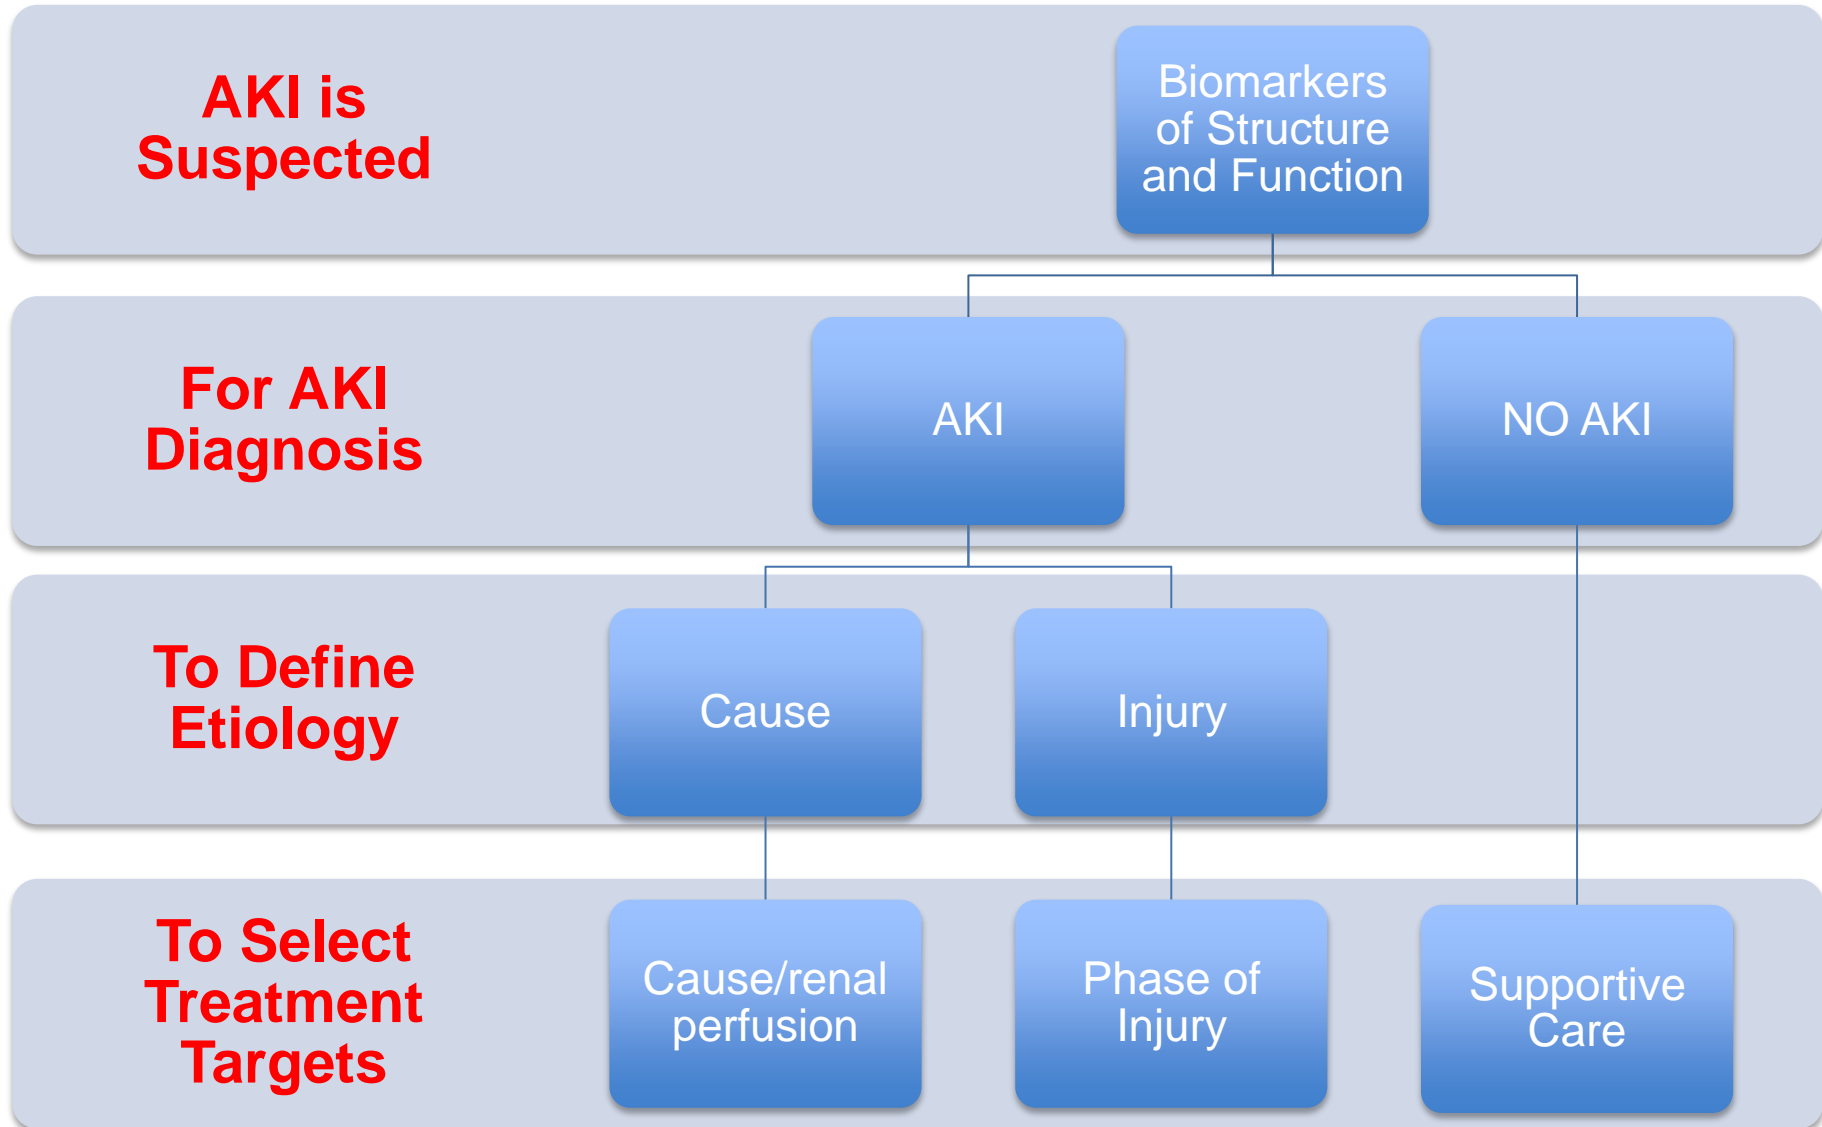 AKI is
Suspected
Biomarkers
of Structure
and Function
For AKI
Diagnosis
AKI
NO AKI
To Define
Etiology
Cause
Injury
To Select
Treatment
Targets
Cause/renal
perfusion
Phase of
Injury
Supportive
Care